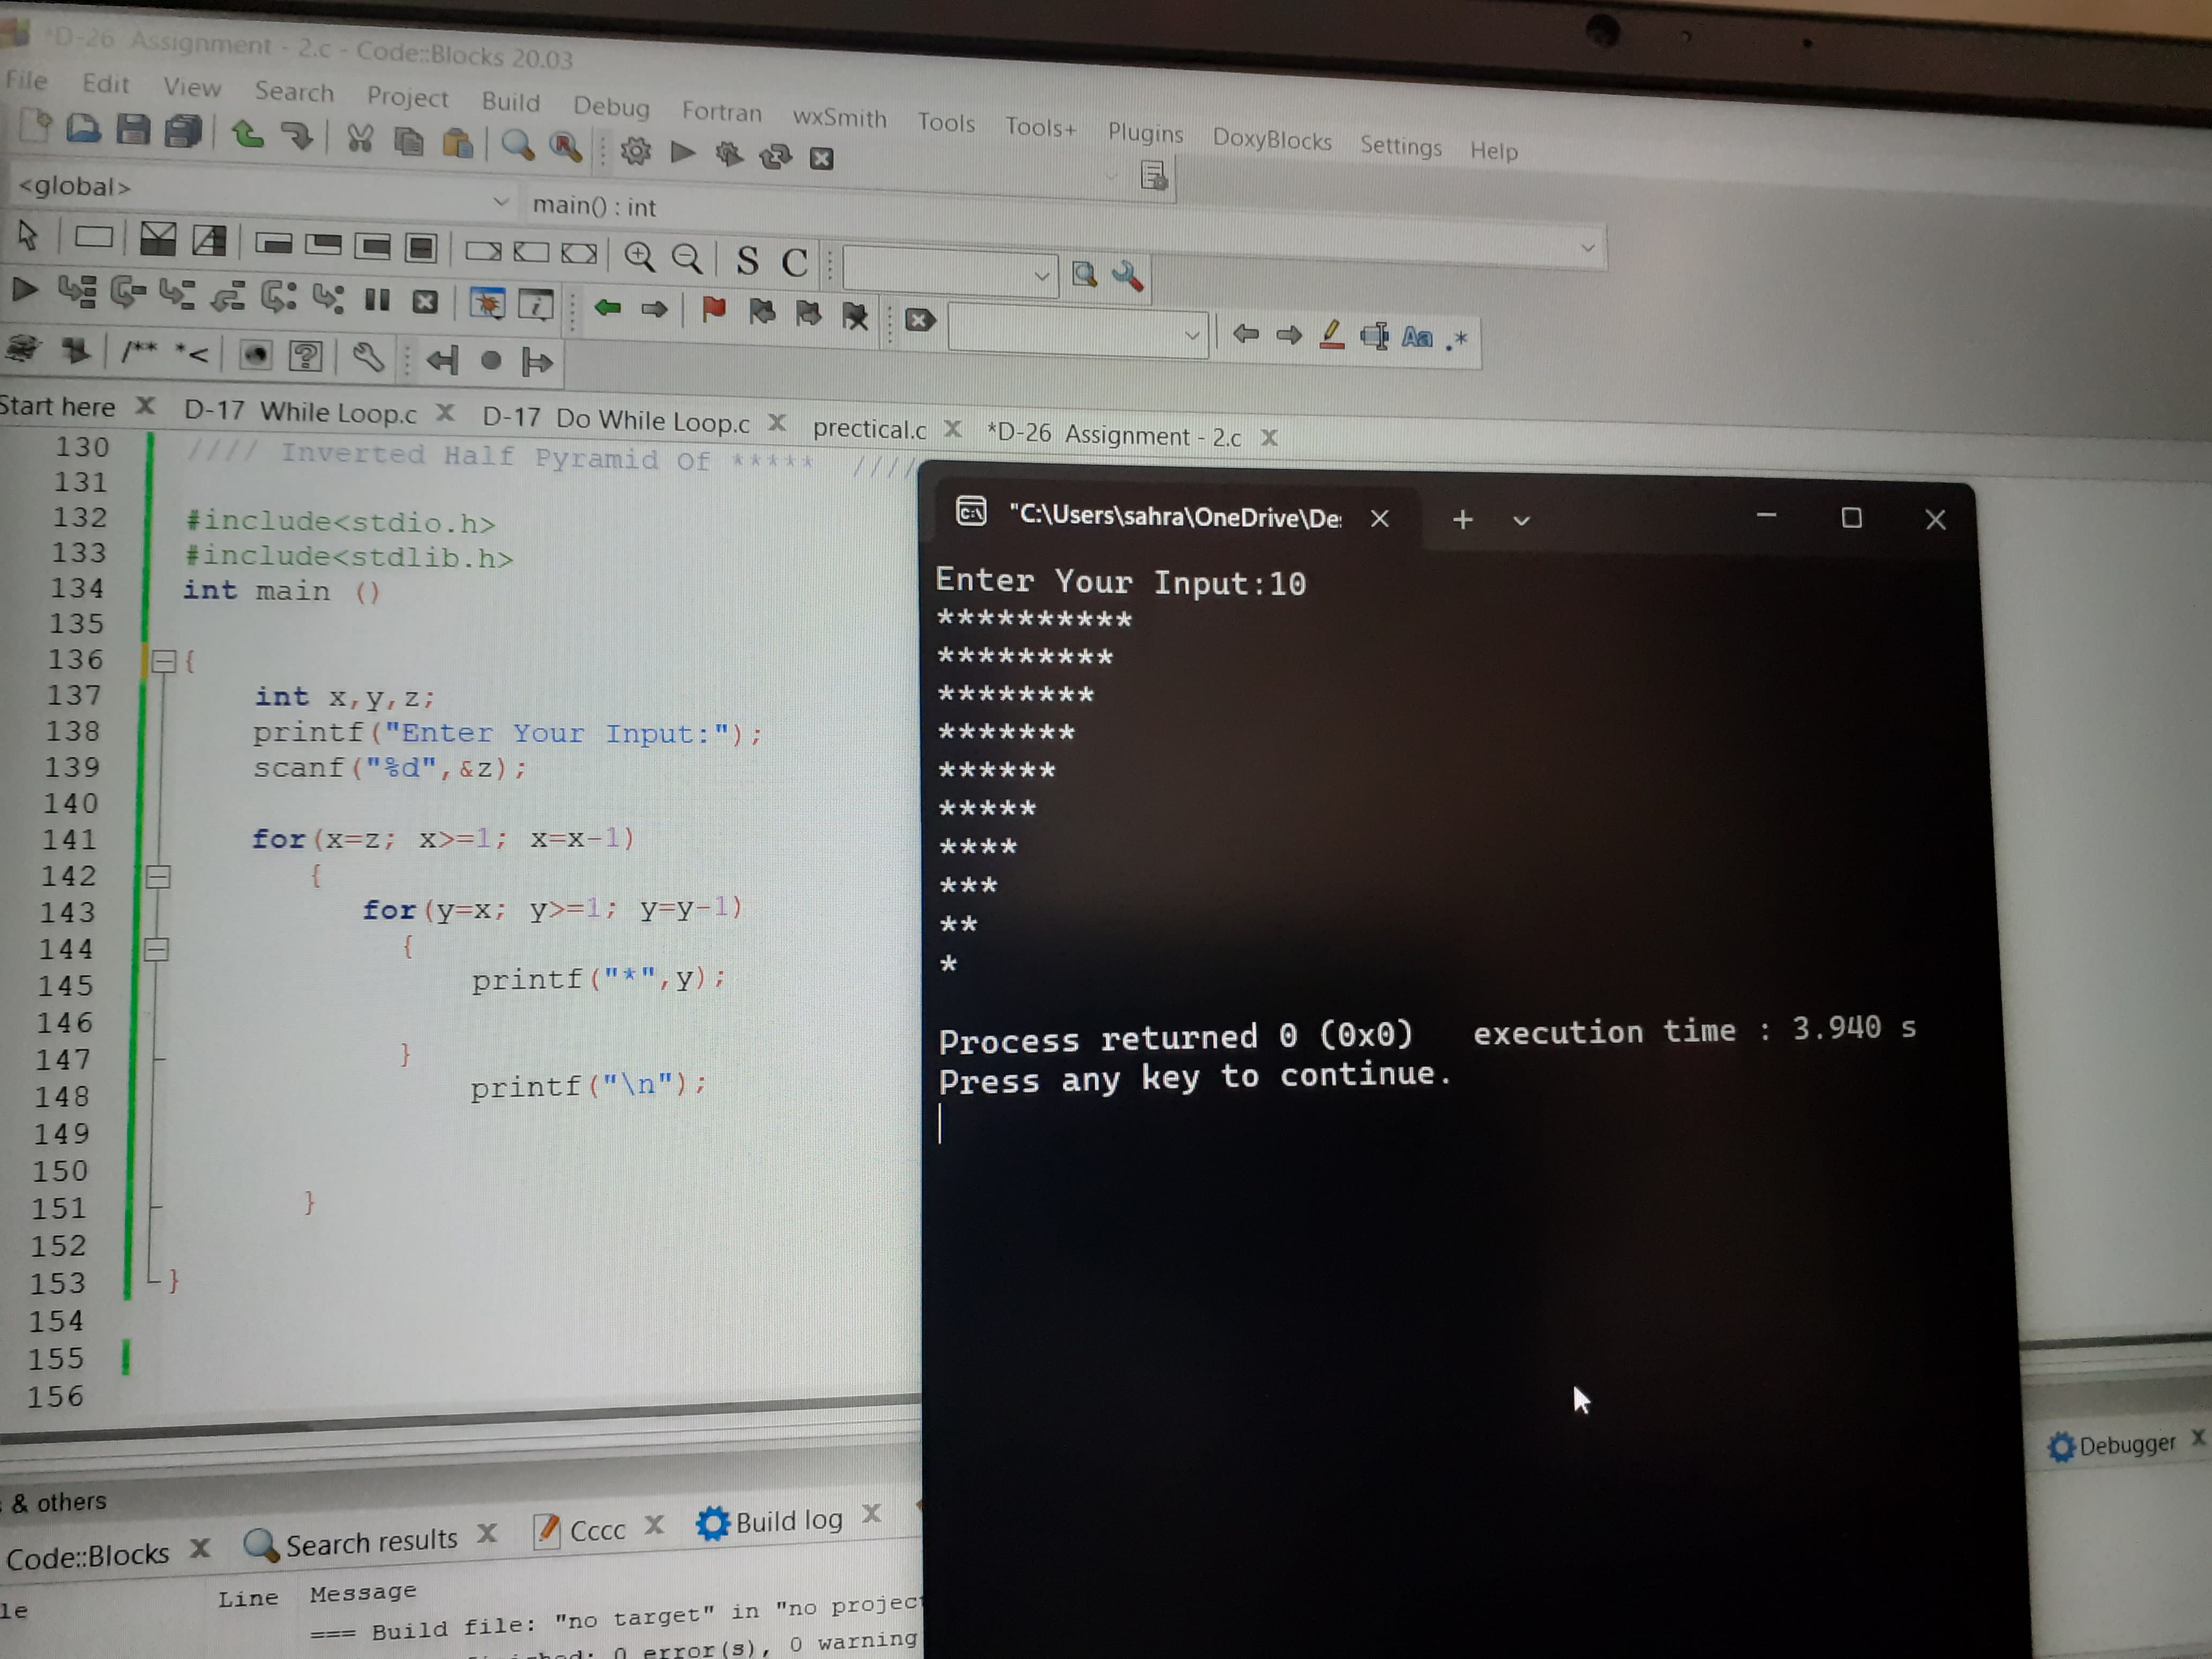 *D-26 Assignment - 2.c - Code::Blocks 20.03
File Edit View Search Project Build Debug Fortran wxSmith Tools Tools+ Plugins DoxyBlocks Settings Help
<global> main() : int
S C
/** *<
Aa .*
Start here D-17 While Loop.c D-17 Do While Loop.c prectical.c *D-26 Assignment - 2.c
130 //// Inverted Half Pyramid Of ***** ////
131
132 #include<stdio.h>
133 #include<stdlib.h>
134 int main ()
135
136 {
137 int x,y,z;
138 printf("Enter Your Input:");
139 scanf("%d",&z);
140
141 for(x=z; x>=1; x=x-1)
142 {
143 for(y=x; y>=1; y=y-1)
144 {
145 printf("*",y);
146
147 }
148 printf("\n");
149
150
151 }
152
153 }
154
155
156
"C:\Users\sahra\OneDrive\De:
Enter Your Input:10
**********
*********
********
*******
******
*****
****
***
**
*
Process returned 0 (0x0) execution time : 3.940 s
Press any key to continue.
& others
Code::Blocks Search results Cccc Build log Debugger
Line Message
=== Build file: "no target" in "no project
0 error(s), 0 warning